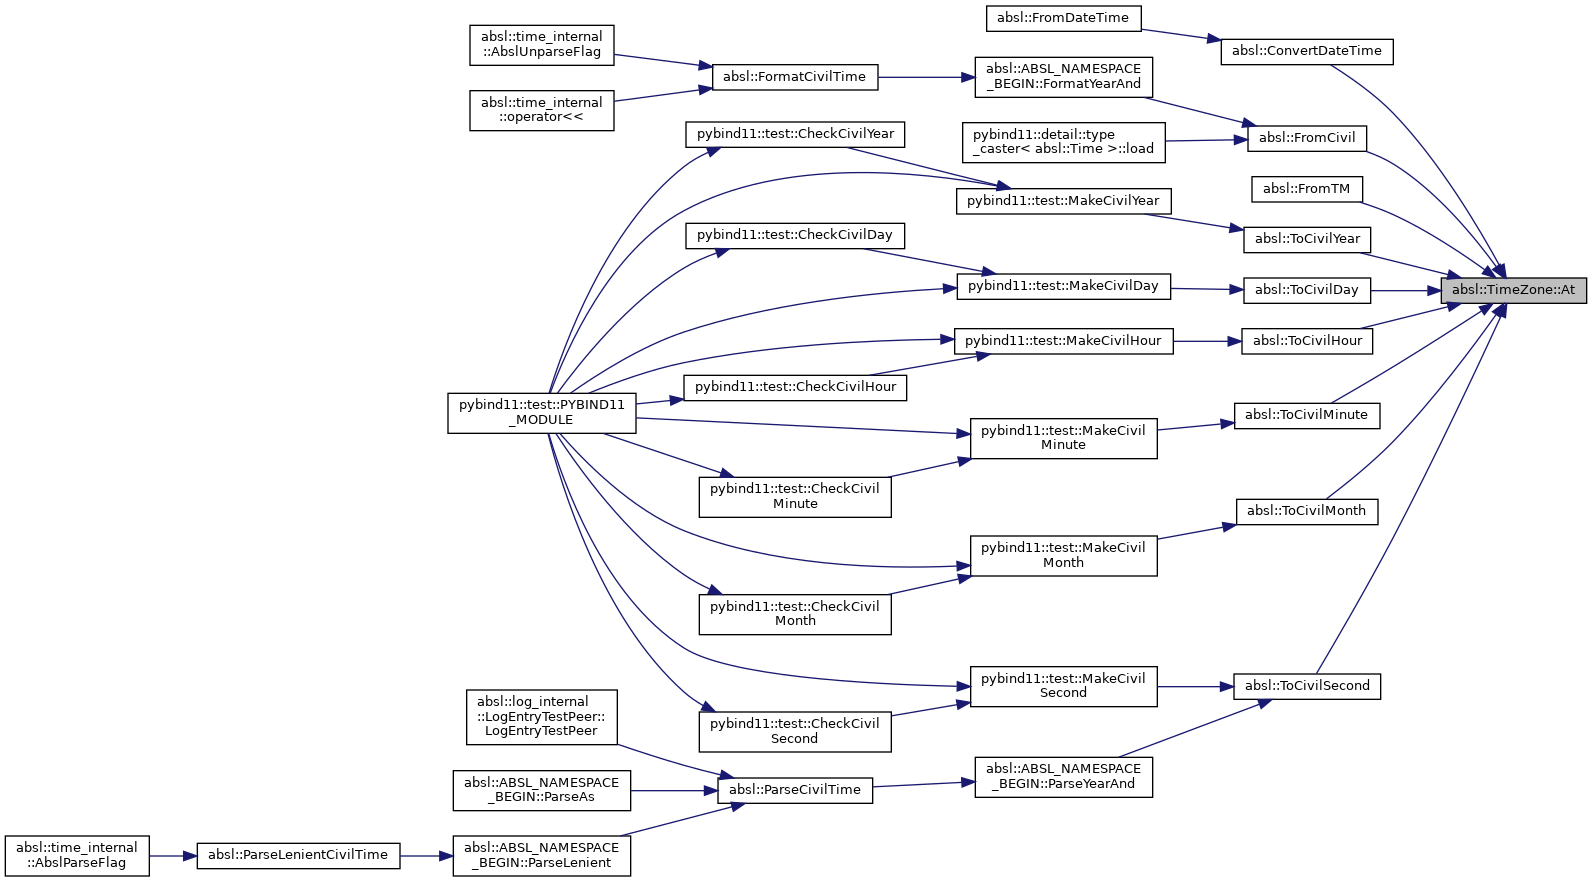 absl::FromDateTime
absl::time_internal
::AbslUnparseFlag
absl::ConvertDateTime
absl::FormatCivilTime
absl::ABSL_NAMESPACE
_BEGIN::FormatYearAnd
absl::time_internal
::operator<<
pybind11::test::CheckCivilYear
pybind11::detail::type
_caster< absl::Time >::load
absl::FromCivil
absl::FromTM
pybind11::test::MakeCivilYear
pybind11::test::CheckCivilDay
absl::ToCivilYear
pybind11::test::MakeCivilDay
absl::ToCivilDay
absl::TimeZone::At
pybind11::test::MakeCivilHour
absl::ToCivilHour
pybind11::test::CheckCivilHour
pybind11::test::PYBIND11
_MODULE
absl::ToCivilMinute
pybind11::test::MakeCivil
Minute
pybind11::test::CheckCivil
Minute
absl::ToCivilMonth
pybind11::test::MakeCivil
Month
pybind11::test::CheckCivil
Month
pybind11::test::MakeCivil
Second
absl::ToCivilSecond
absl::log_internal
::LogEntryTestPeer::
LogEntryTestPeer
pybind11::test::CheckCivil
Second
absl::ABSL_NAMESPACE
_BEGIN::ParseAs
absl::ParseCivilTime
absl::ABSL_NAMESPACE
_BEGIN::ParseYearAnd
absl::time_internal
::AbslParseFlag
absl::ParseLenientCivilTime
absl::ABSL_NAMESPACE
_BEGIN::ParseLenient